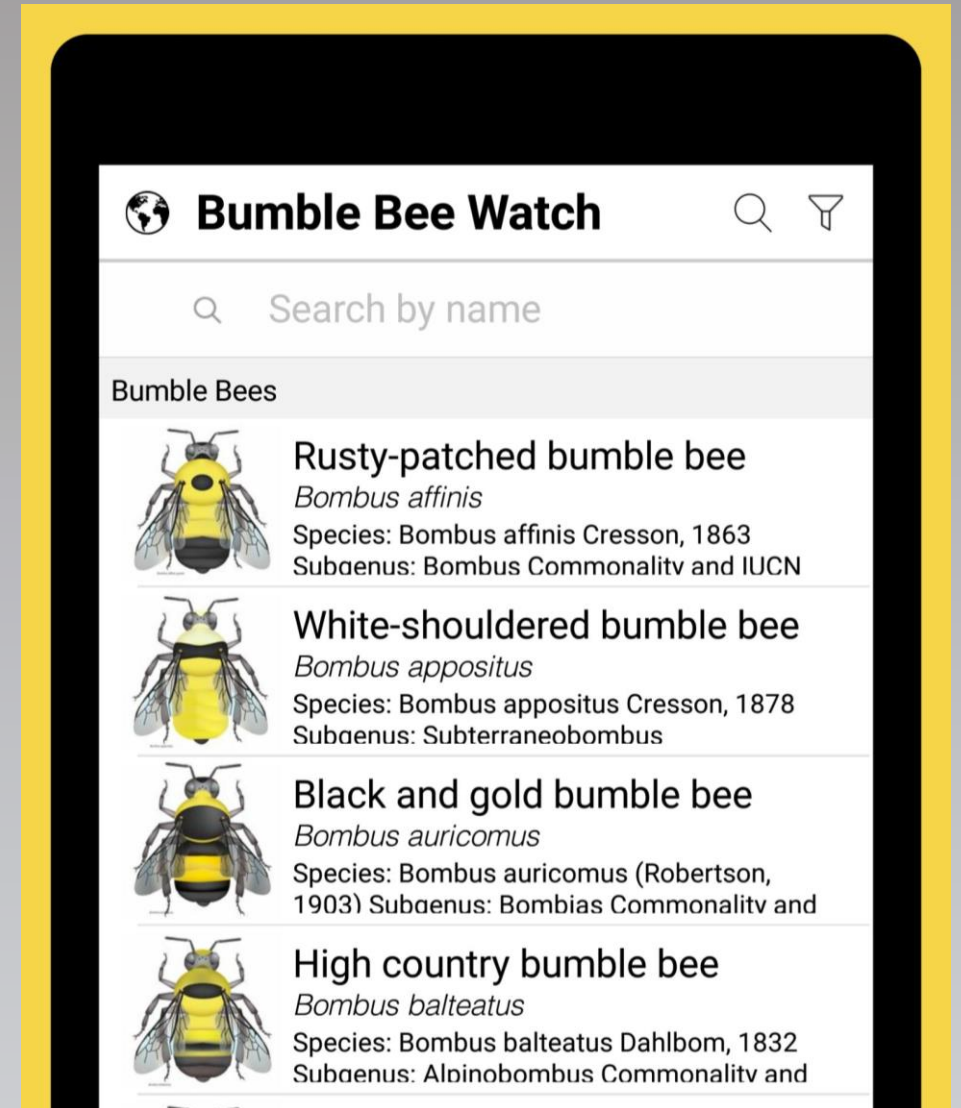 Bumble Bee Watch
Search by name
Bumble Bees
Rusty-patched bumble bee
Bombus affinis
Species: Bombus affinis Cresson, 1863
Subgenus: Bombus Commonality and IUCN
White-shouldered bumble bee
Bombus appositus
Species: Bombus appositus Cresson, 1878
Subgenus: Subterraneobombus
Black and gold bumble bee
Bombus auricomus
Species: Bombus auricomus (Robertson,
1903) Subgenus: Bombias Commonality and
High country bumble bee
Bombus balteatus
Species: Bombus balteatus Dahlbom, 1832
Subgenus: Alpinobombus Commonality and